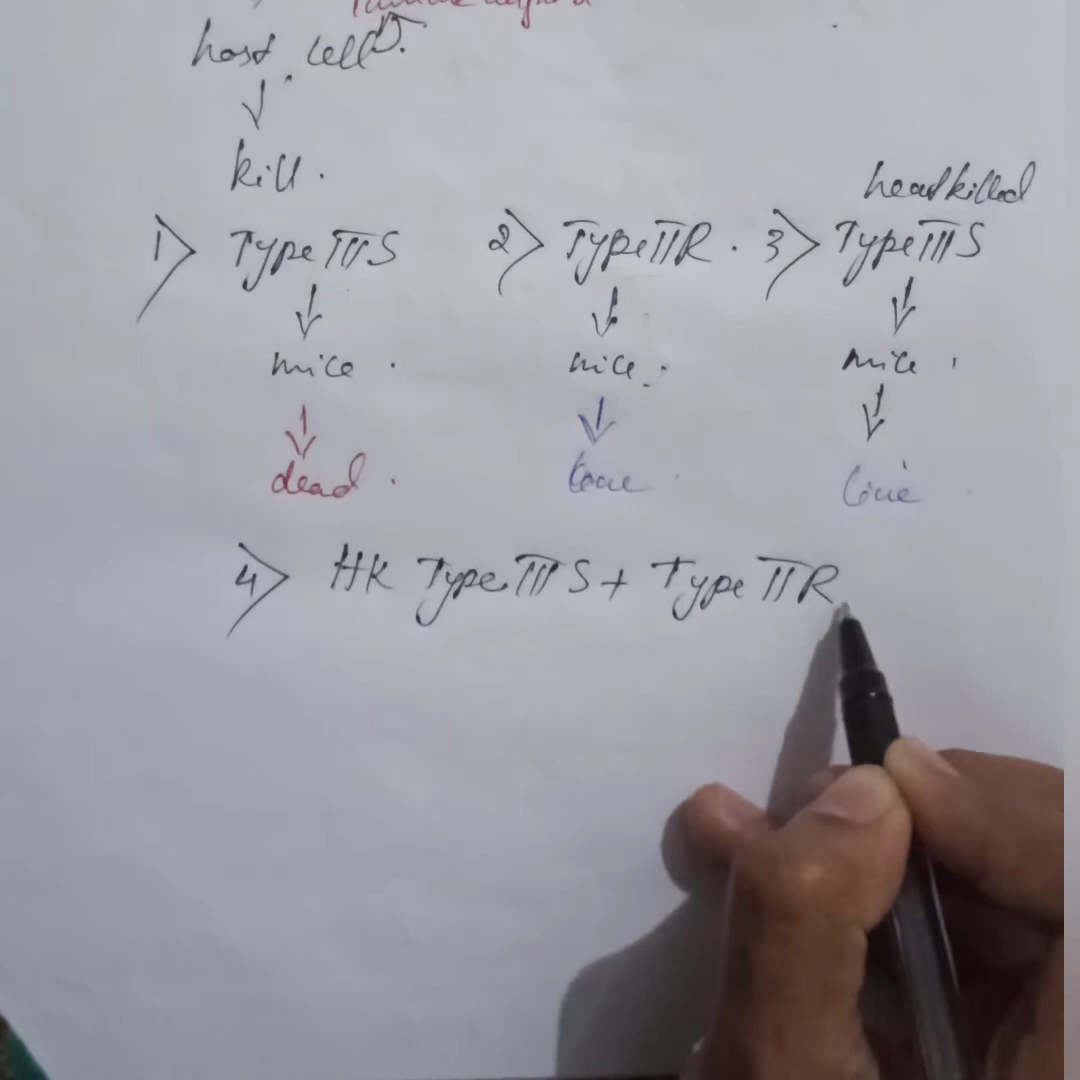 host cell
kill.
heat killed
1> Type III S 2> Type II R. 3> Type III S
mice. mice. mice
dead. live live
4> HK Type III S + Type II R